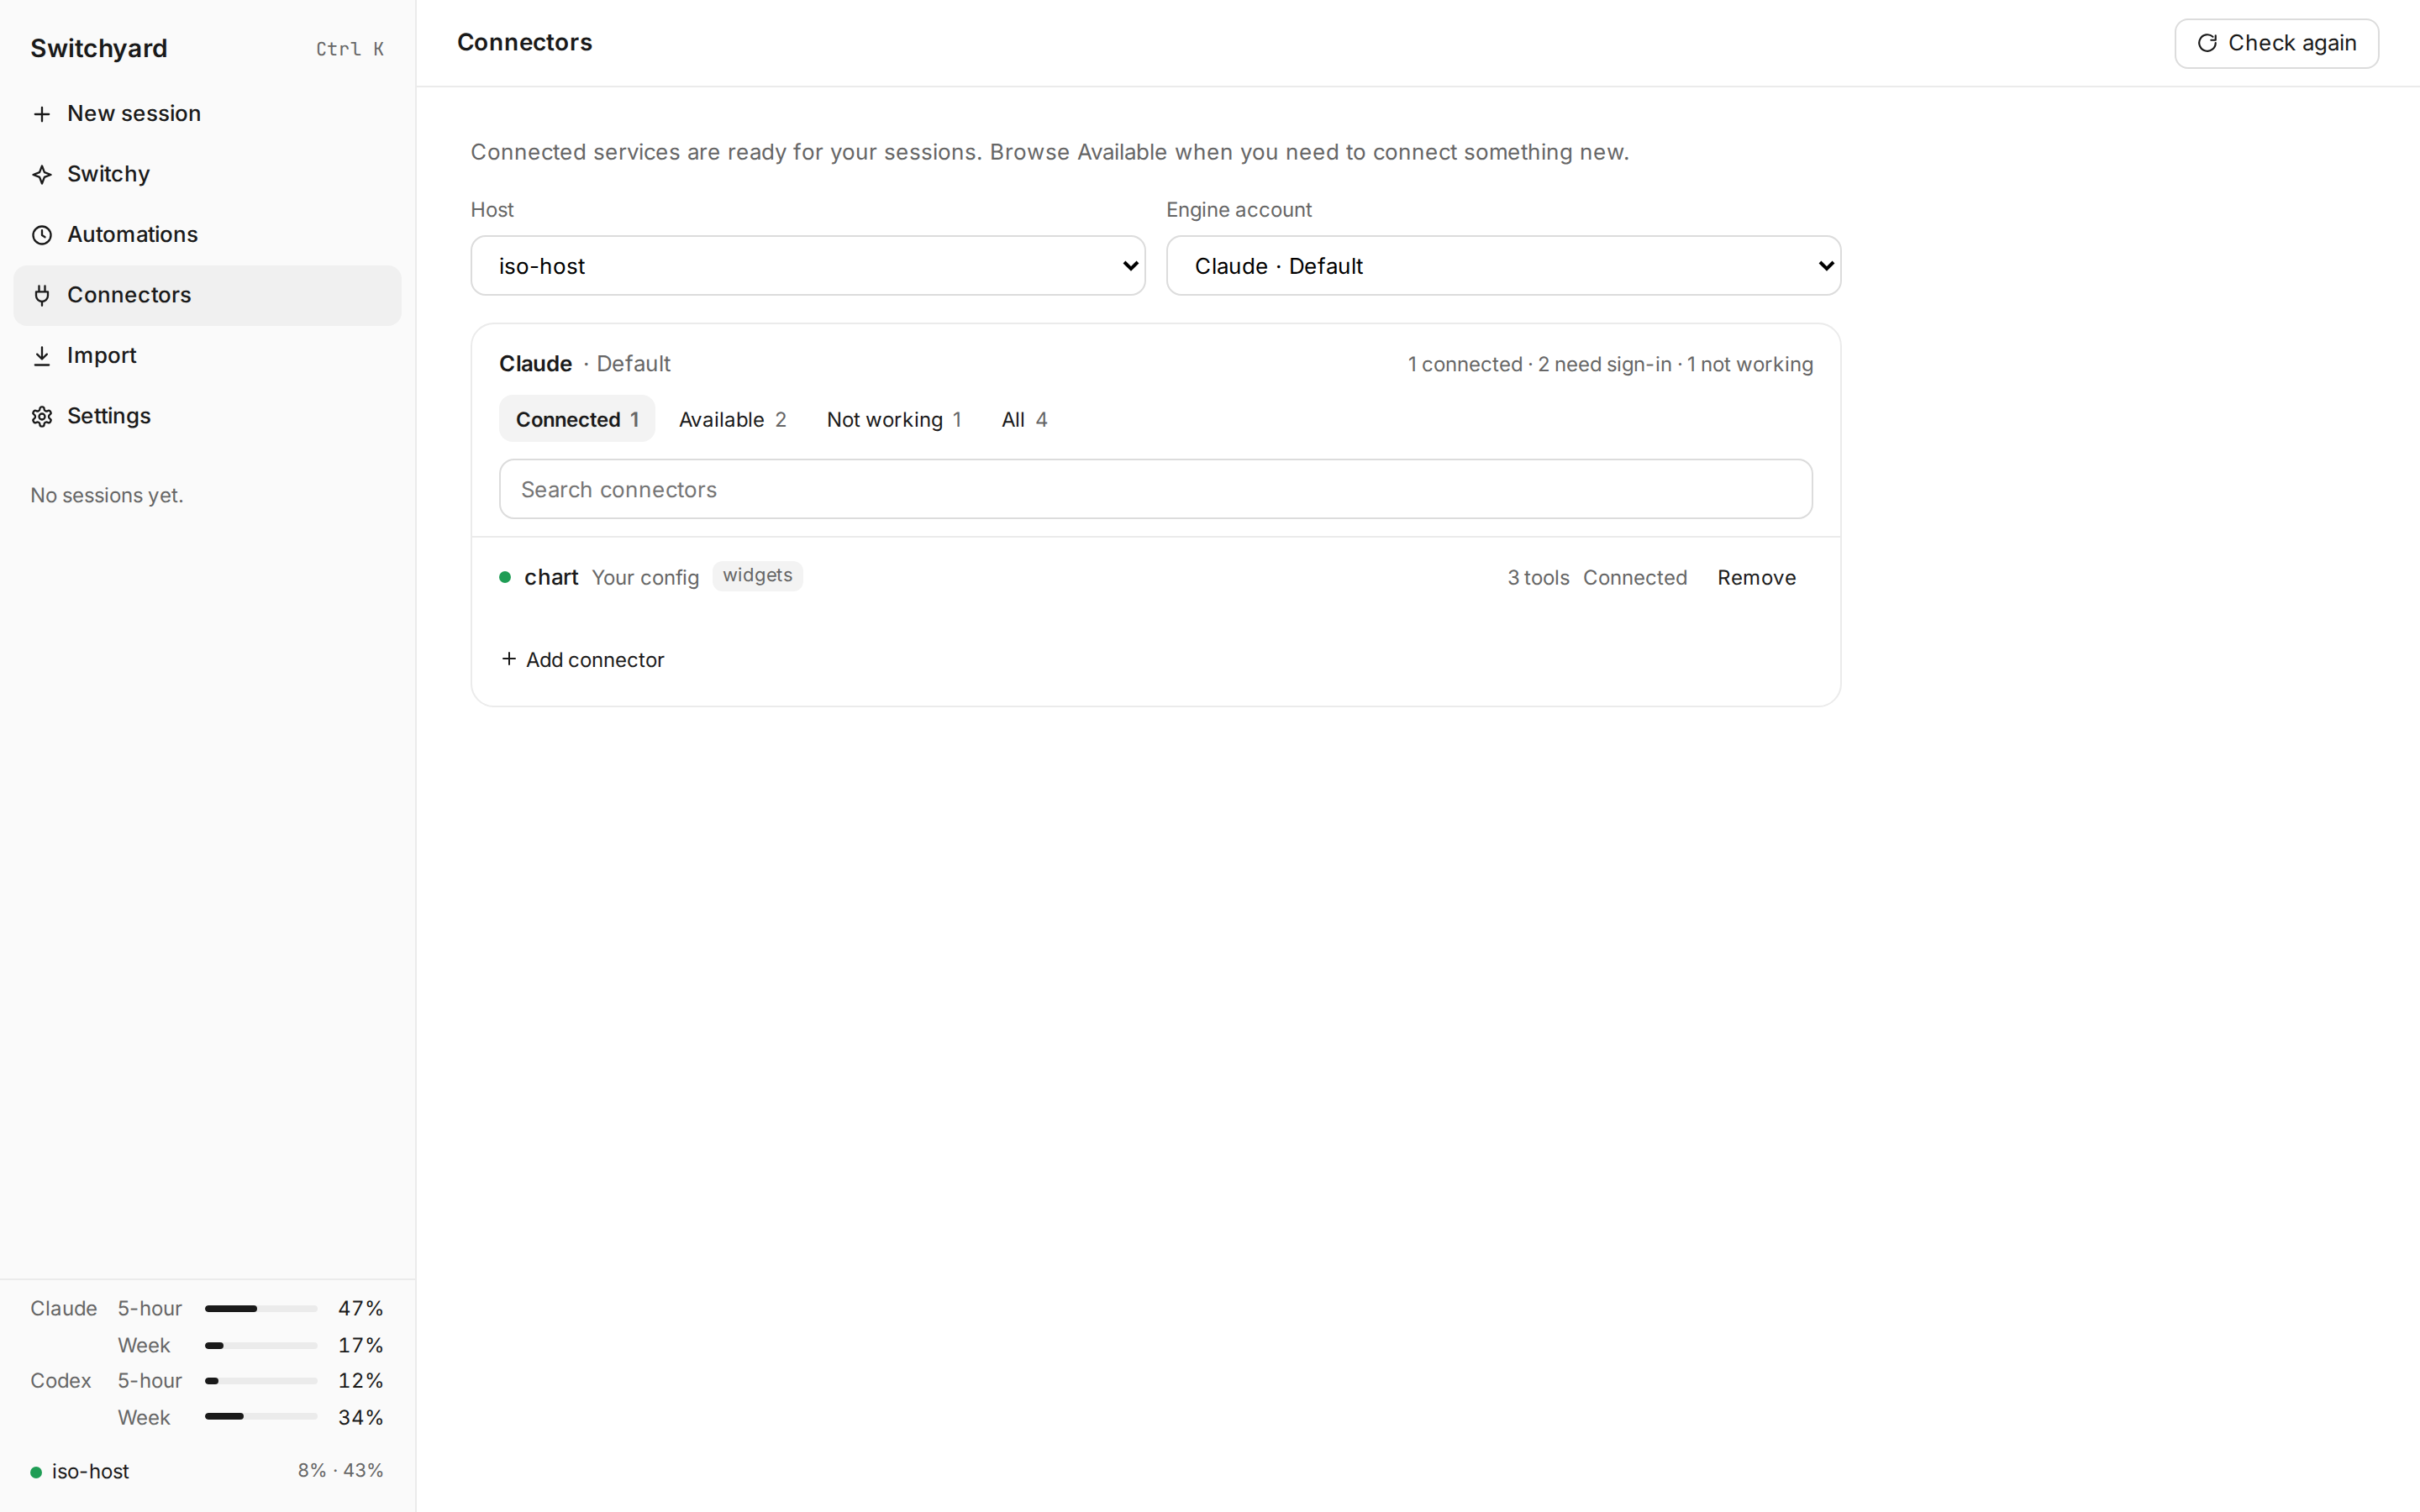 Switchyard Ctrl K
New session
Switchy
Automations
Connectors
Import
Settings
No sessions yet.
Claude 5-hour 47%
Week 17%
Codex 5-hour 12%
Week 34%
iso-host 8% · 43%
Connectors
Check again
Connected services are ready for your sessions. Browse Available when you need to connect something new.
Host
iso-host
Engine account
Claude · Default
Claude · Default
1 connected · 2 need sign-in · 1 not working
Connected 1 Available 2 Not working 1 All 4
Search connectors
chart Your config widgets 3 tools Connected Remove
+ Add connector